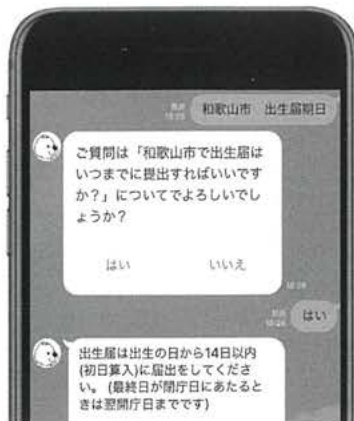 和歌山市 出生届期日
ご質問は「和歌山市で出生届は
いつまでに提出すればいいです
か？」についてでよろしいでし
ょうか？
はい いいえ
はい
出生届は出生の日から14日以内
(初日算入)に届出をしてくださ
い。(最終日が閉庁日にあたると
きは翌開庁日までです)